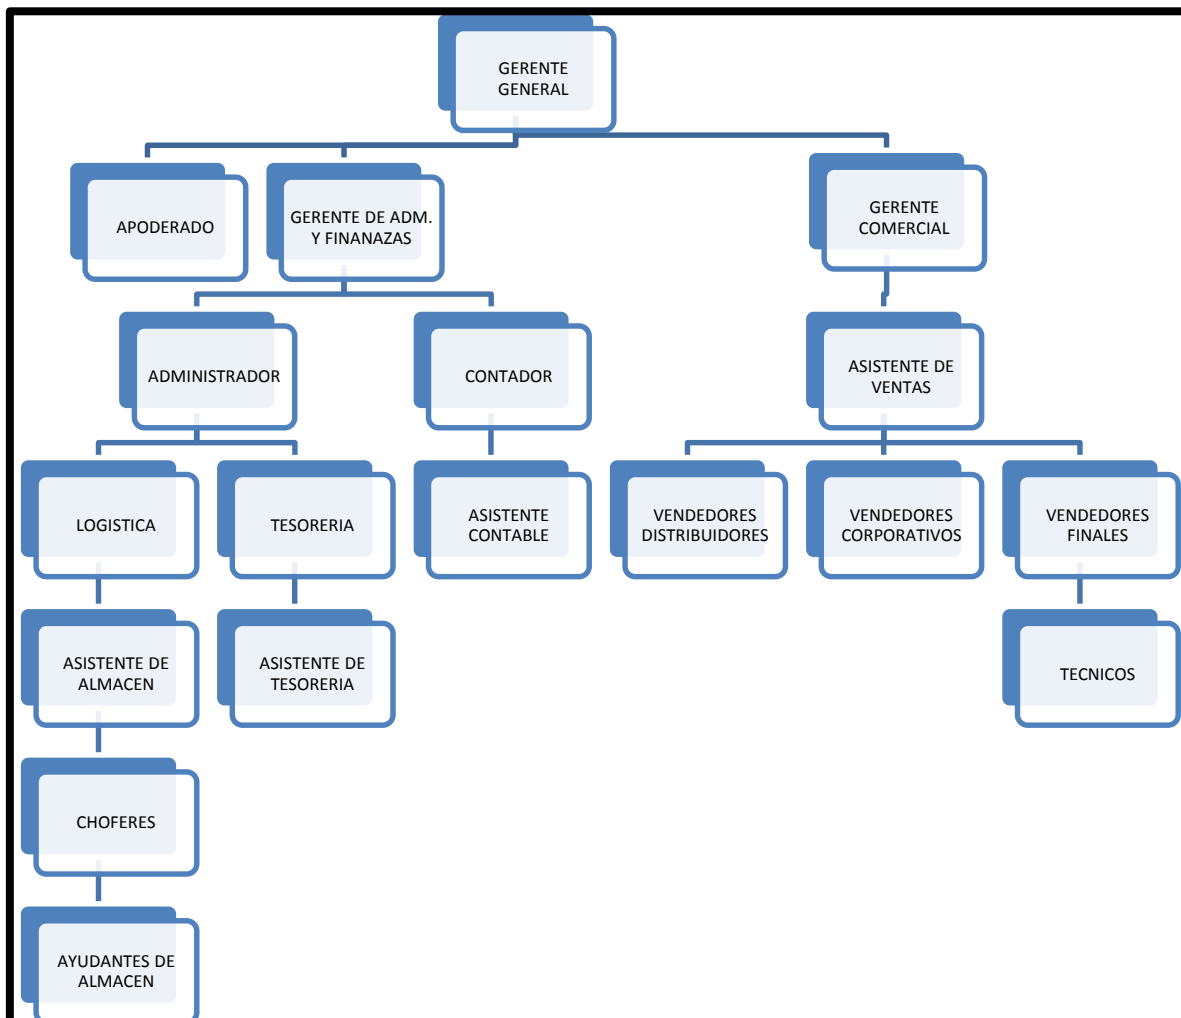 GERENTE
GENERAL
APODERADO
GERENTE DE ADM.
Y FINANAZAS
GERENTE
COMERCIAL
ADMINISTRADOR
CONTADOR
ASISTENTE DE
VENTAS
LOGISTICA
TESORERIA
ASISTENTE
CONTABLE
VENDEDORES
DISTRIBUIDORES
VENDEDORES
CORPORATIVOS
VENDEDORES
FINALES
ASISTENTE DE
ALMACEN
ASISTENTE DE
TESORERIA
TECNICOS
CHOFERES
AYUDANTES DE
ALMACEN